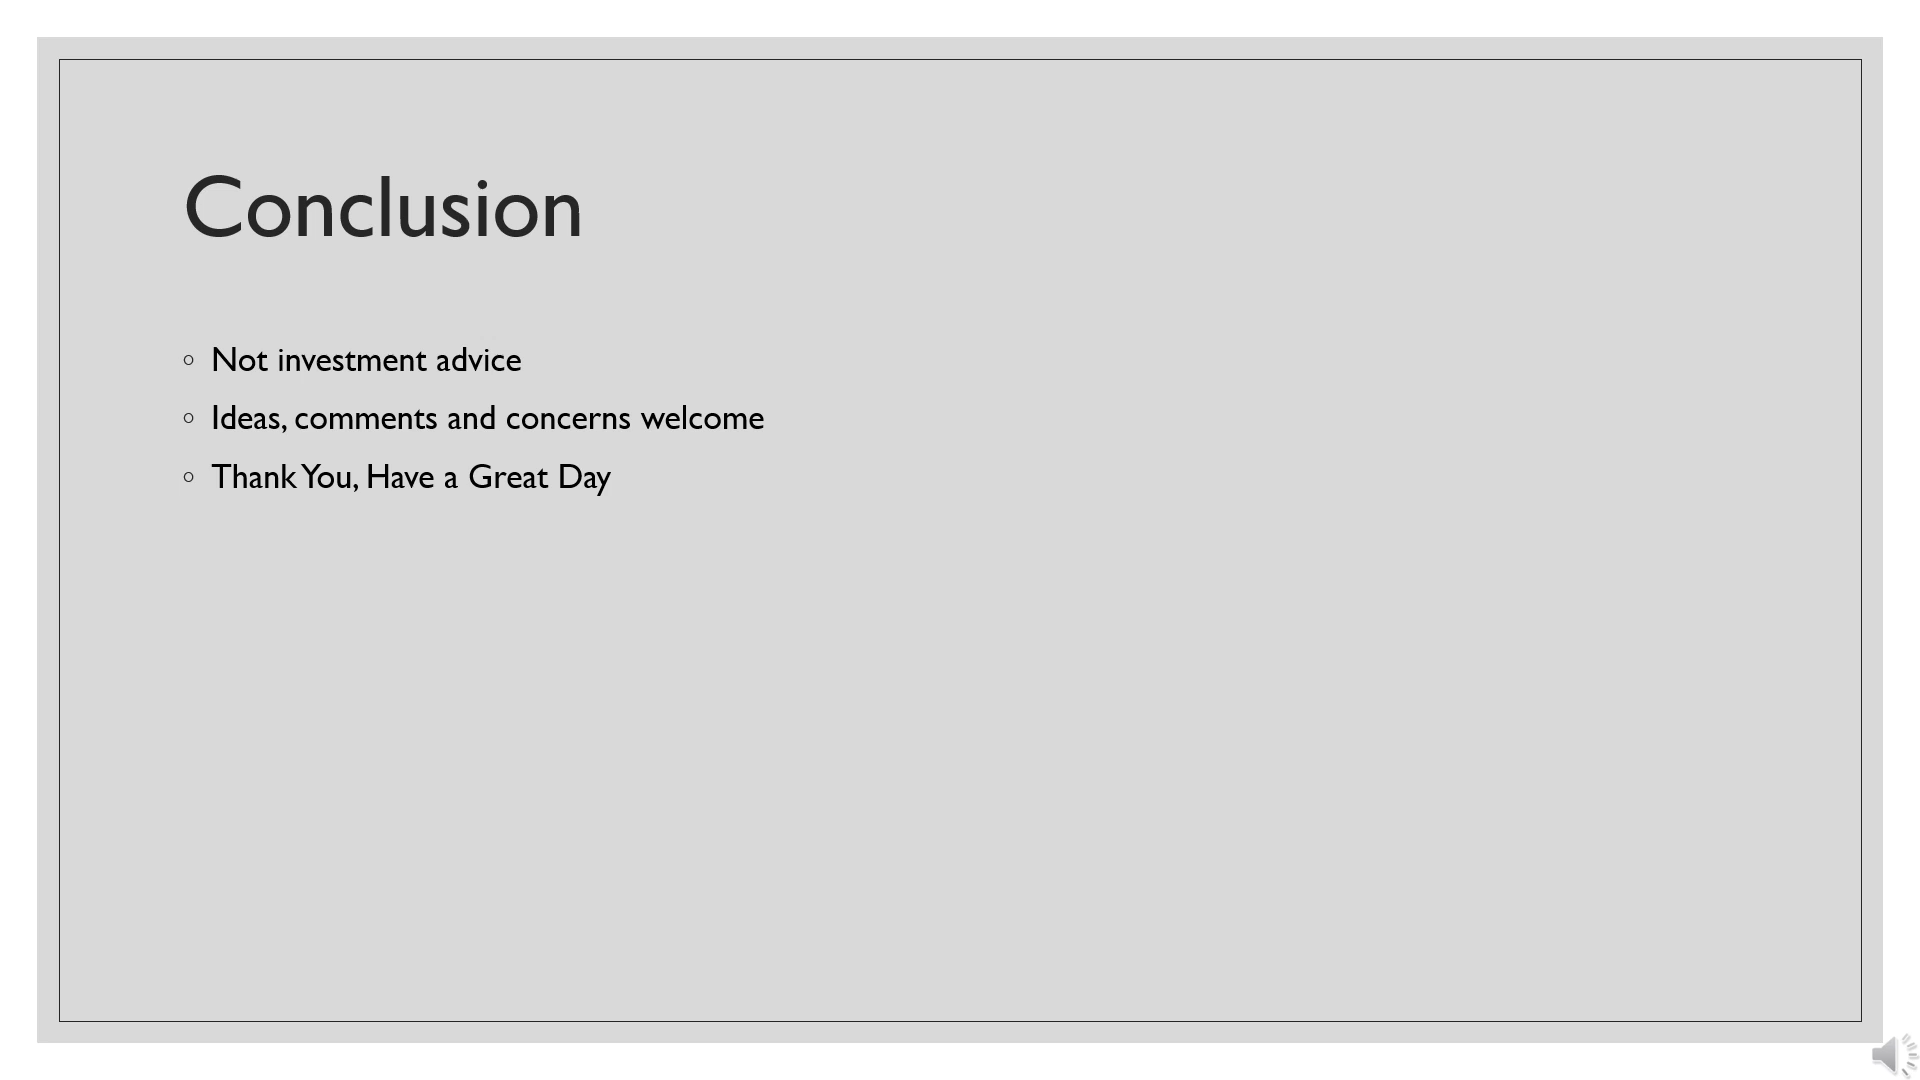 Conclusion
Not investment advice
Ideas, comments and concerns welcome
Thank You, Have a Great Day